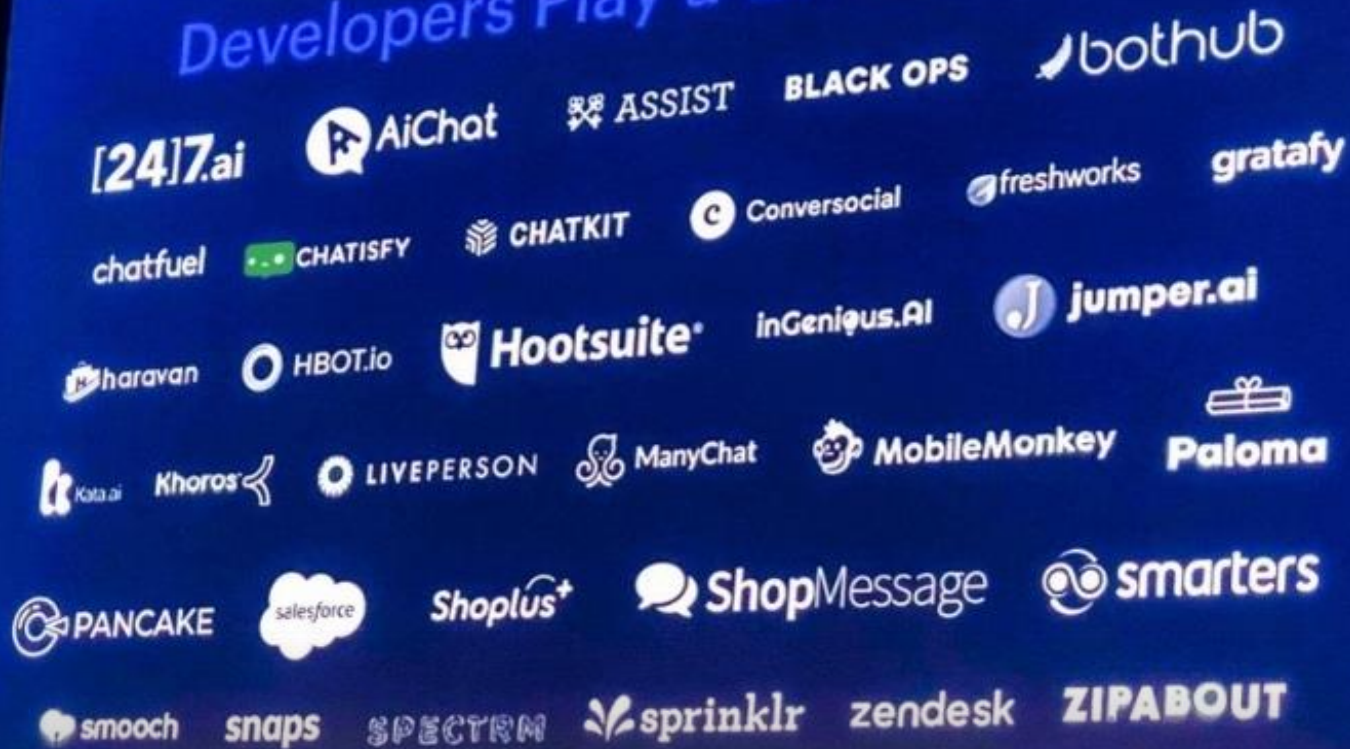 Developers Play a
[24]7.ai AiChat ASSIST BLACK OPS bothub
chatfuel CHATISFY CHATKIT Conversocial freshworks gratafy
haravan HBOT.io Hootsuite inGenious.AI jumper.ai
Kata.ai Khoros LIVEPERSON ManyChat MobileMonkey Paloma
PANCAKE salesforce Shoplus+ ShopMessage smarters
smooch snaps SPECTRM sprinklr zendesk ZIPABOUT